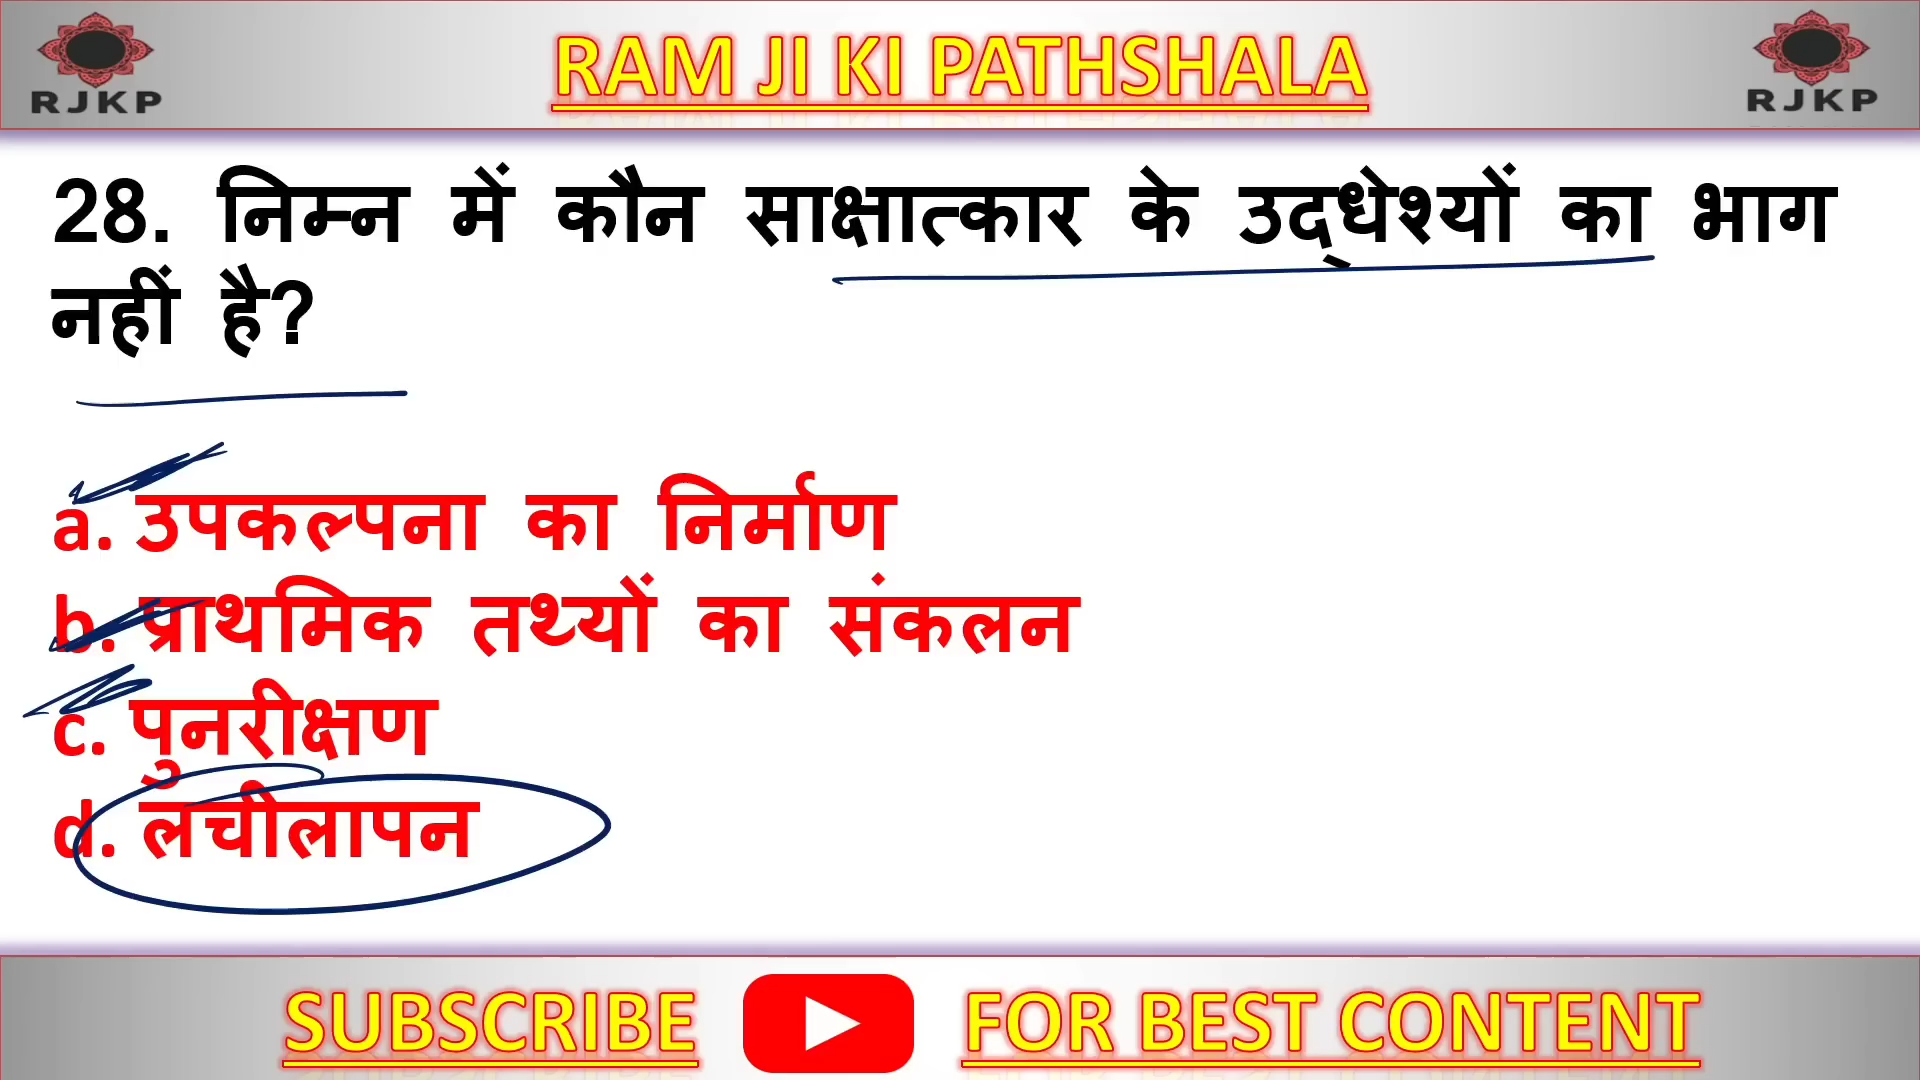 RJKP
RAM JI KI PATHSHALA
RJKP
28. निम्न में कौन साक्षात्कार के उद्धेश्यों का भाग
नहीं है?
a. उपकल्पना का निर्माण
b. प्राथमिक तथ्यों का संकलन
c. पुनरीक्षण
d. लचीलापन
SUBSCRIBE
FOR BEST CONTENT